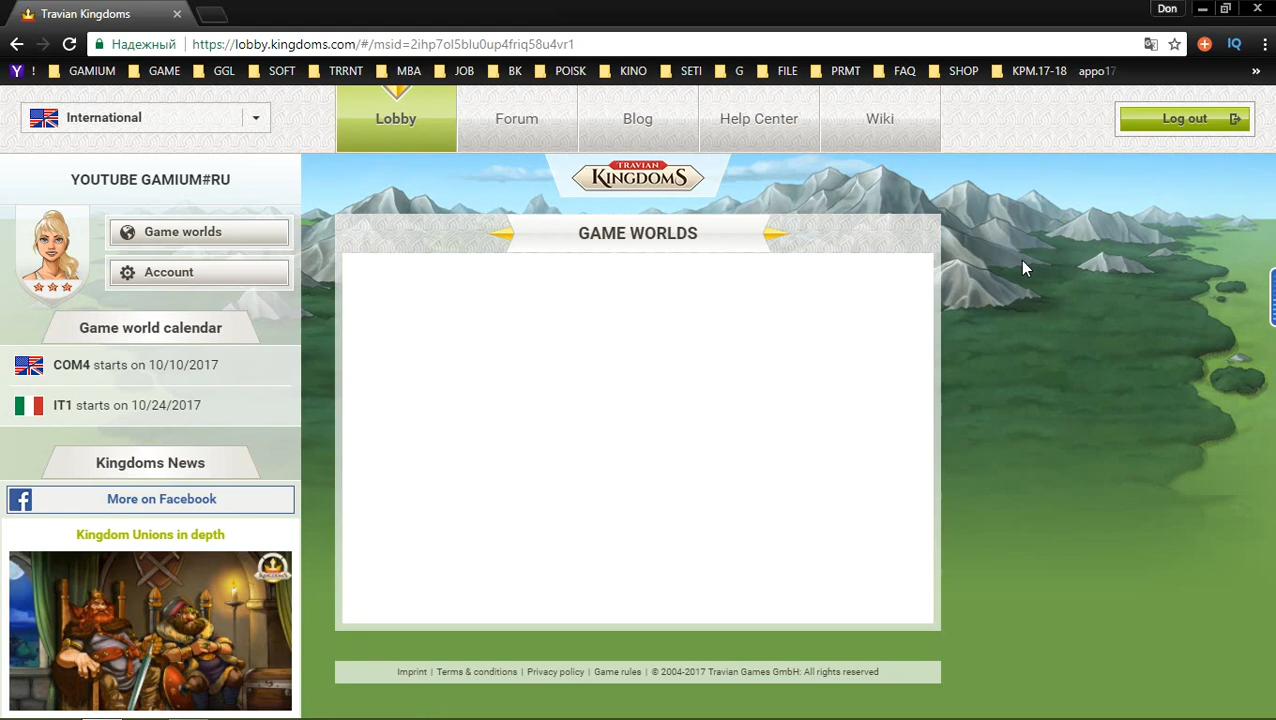 Travian Kingdoms
Don
Надежный
https://lobby.kingdoms.com/#/msid=2ihp7ol5blu0up4friq58u4vr1
IQ
Y ! GAMIUM GAME GGL SOFT TRRNT MBA JOB BK POISK KINO SETI G FILE PRMT FAQ SHOP KPM.17-18 appo17 »
International
Lobby
Forum
Blog
Help Center
Wiki
Log out
YOUTUBE GAMIUM#RU
Game worlds
Account
Game world calendar
COM4 starts on 10/10/2017
IT1 starts on 10/24/2017
Kingdoms News
More on Facebook
Kingdom Unions in depth
KINGDOMS
TRAVIAN
KINGDOMS
GAME WORLDS
Imprint | Terms & conditions | Privacy policy | Game rules | © 2004-2017 Travian Games GmbH: All rights reserved